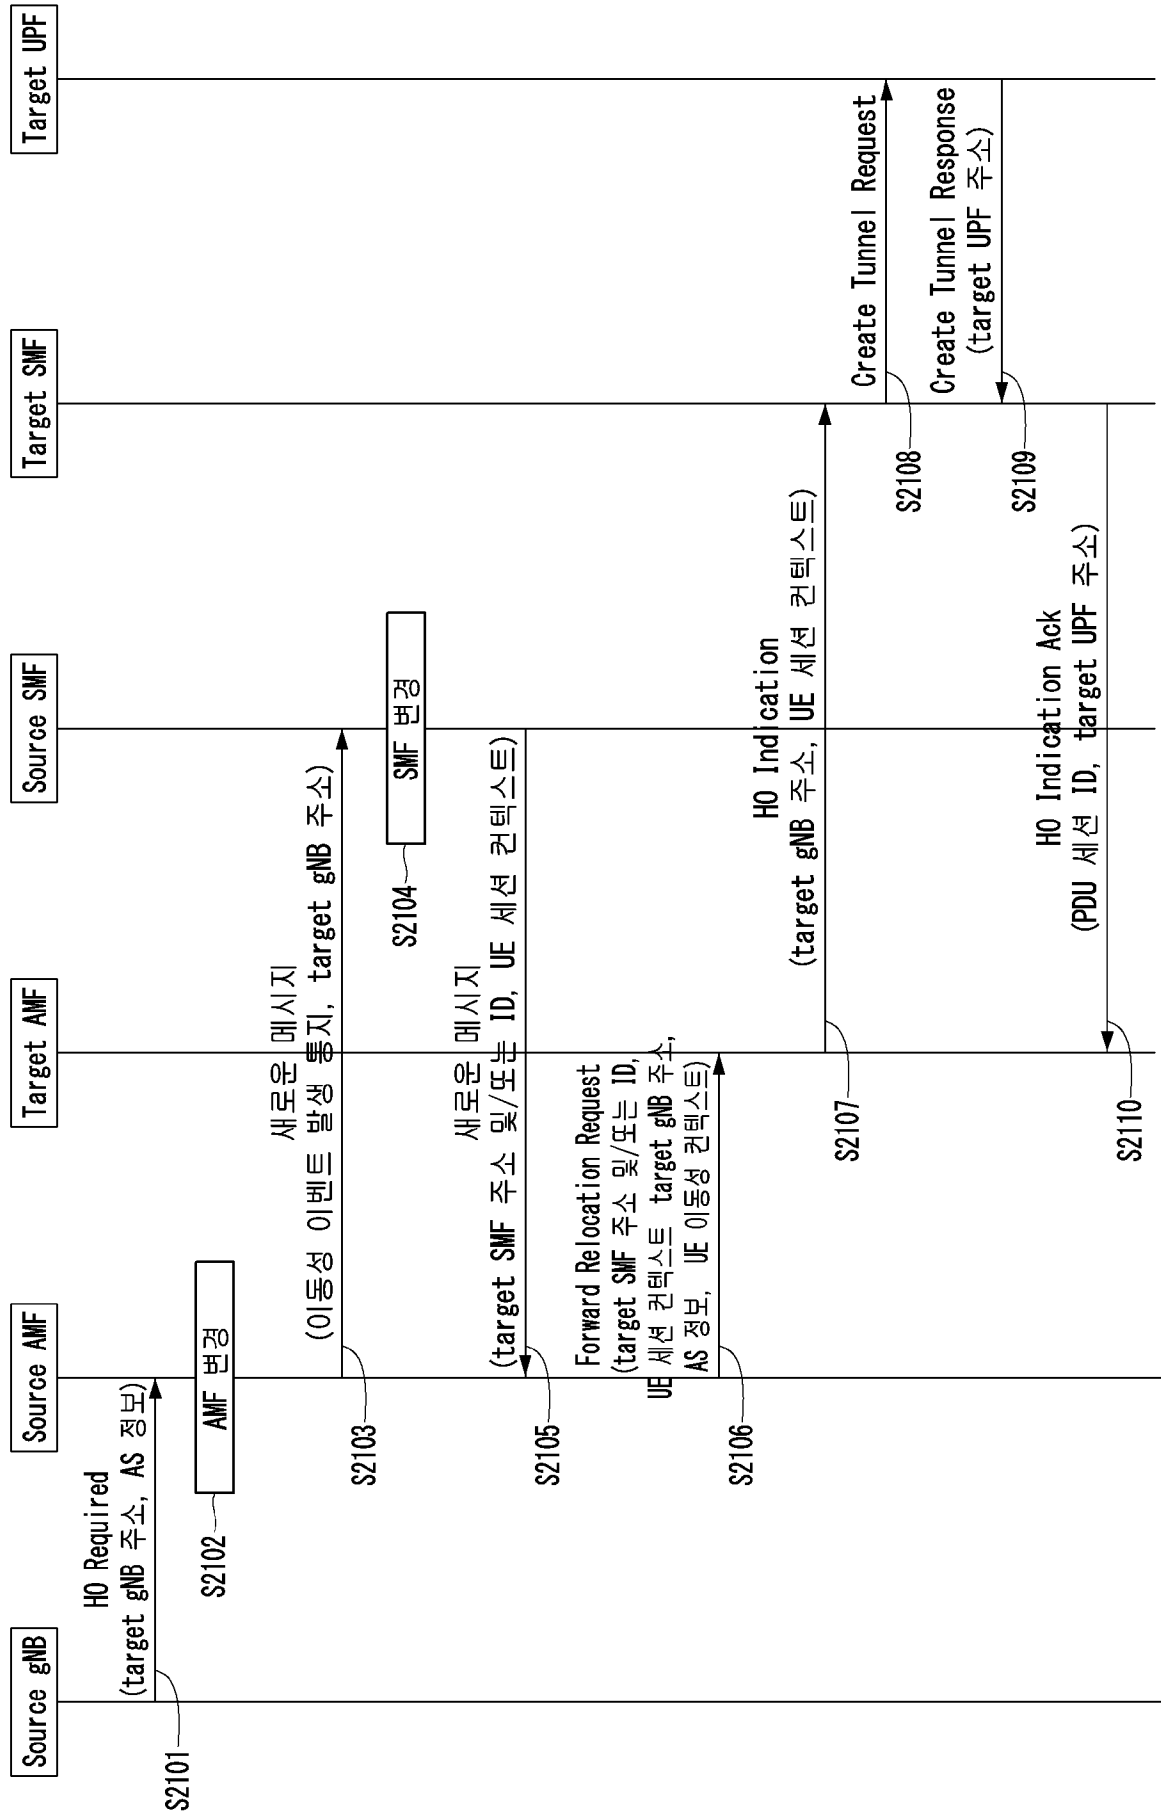 Source gNB
Source AMF
Target AMF
Source SMF
Target SMF
Target UPF
HO Required
(target gNB 주소, AS 정보)
S2101
AMF 변경
S2102
새로운 메시지
(이동성 이벤트 발생 통지, target gNB 주소)
S2103
SMF 변경
S2104
새로운 메시지
(target SMF 주소 및/또는 ID, UE 세션 컨텍스트)
S2105
Forward Relocation Request
(target SMF 주소 및/또는 ID,
UE 세션 컨텍스트 target gNB 주소,
AS 정보, UE 이동성 컨텍스트)
S2106
HO Indication
(target gNB 주소, UE 세션 컨텍스트)
S2107
Create Tunnel Request
S2108
Create Tunnel Response
(target UPF 주소)
S2109
HO Indication Ack
(PDU 세션 ID, target UPF 주소)
S2110